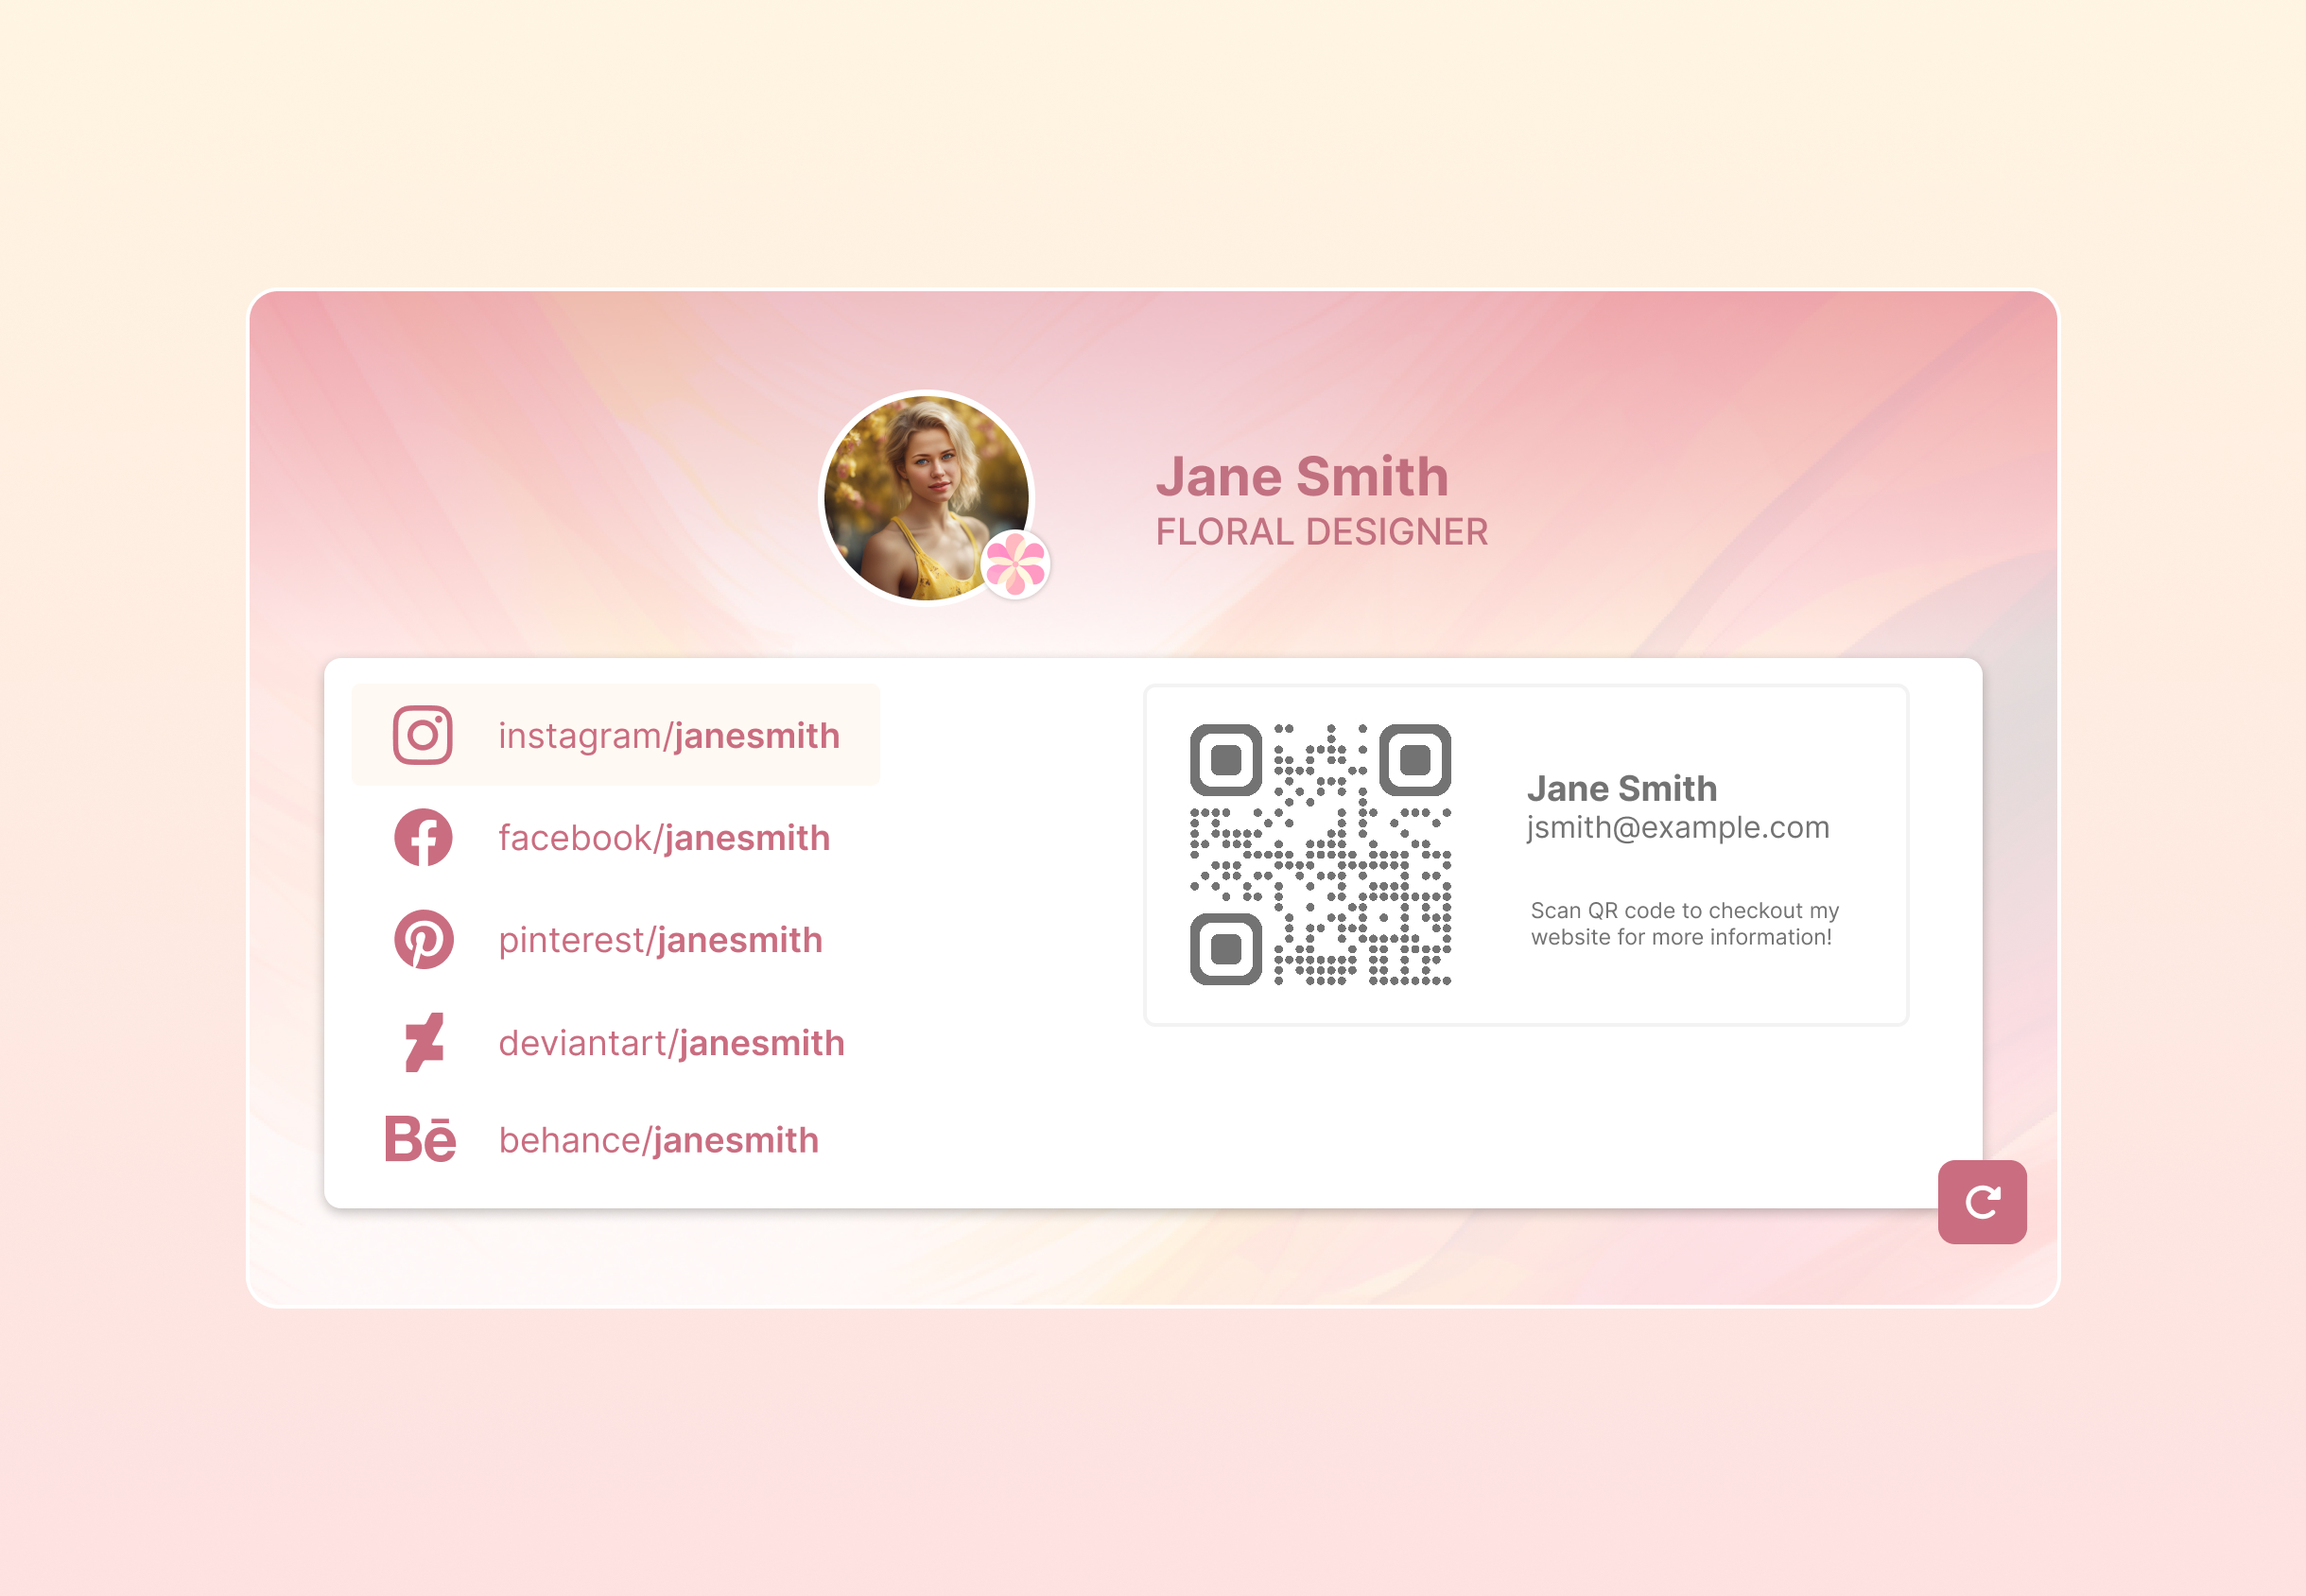 Jane Smith
FLORAL DESIGNER
instagram/janesmith
facebook/janesmith
pinterest/janesmith
deviantart/janesmith
Bē
behance/janesmith
Jane Smith
jsmith@example.com
Scan QR code to checkout my
website for more information!